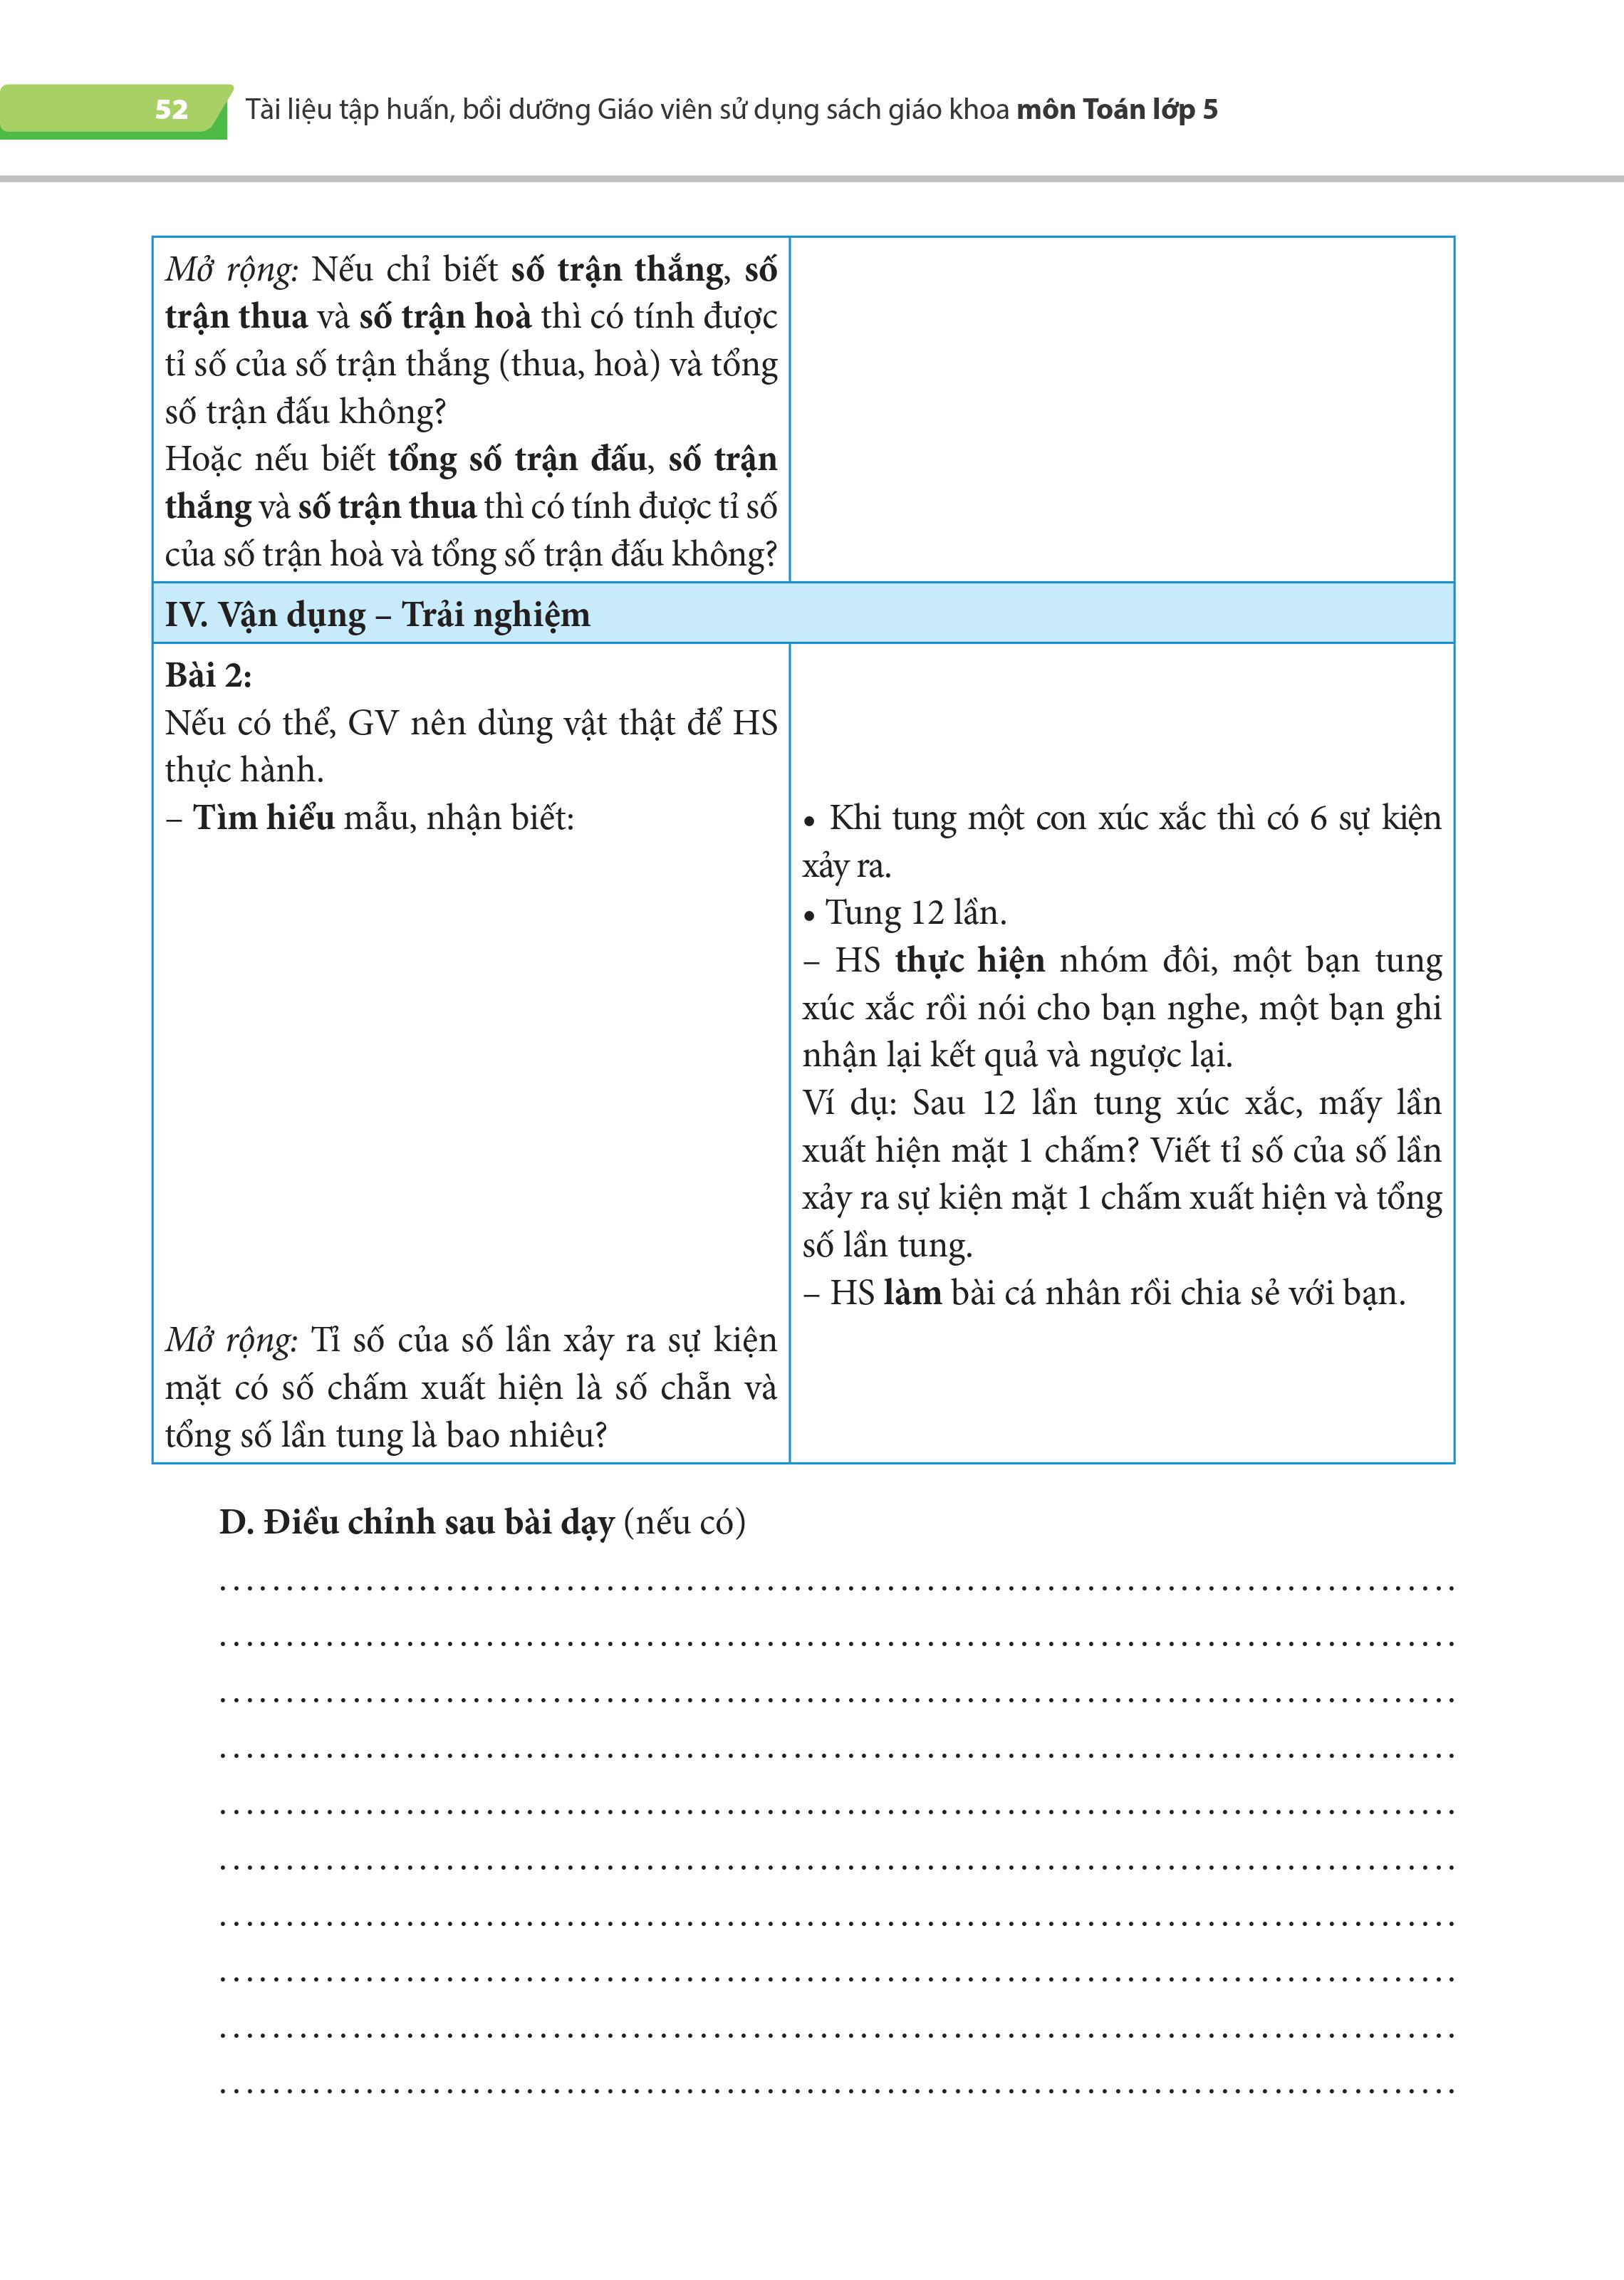 52 Tài liệu tập huấn, bồi dưỡng Giáo viên sử dụng sách giáo khoa môn Toán lớp 5
Mở rộng: Nếu chỉ biết số trận thắng, số
trận thua và số trận hoà thì có tính được
tỉ số của số trận thắng (thua, hoà) và tổng
số trận đấu không?
Hoặc nếu biết tổng số trận đấu, số trận
thắng và số trận thua thì có tính được tỉ số
của số trận hoà và tổng số trận đấu không?
IV. Vận dụng – Trải nghiệm
Bài 2:
Nếu có thể, GV nên dùng vật thật để HS
thực hành.
– Tìm hiểu mẫu, nhận biết:
• Khi tung một con xúc xắc thì có 6 sự kiện
xảy ra.
• Tung 12 lần.
– HS thực hiện nhóm đôi, một bạn tung
xúc xắc rồi nói cho bạn nghe, một bạn ghi
nhận lại kết quả và ngược lại.
Ví dụ: Sau 12 lần tung xúc xắc, mấy lần
xuất hiện mặt 1 chấm? Viết tỉ số của số lần
xảy ra sự kiện mặt 1 chấm xuất hiện và tổng
số lần tung.
– HS làm bài cá nhân rồi chia sẻ với bạn.
Mở rộng: Tỉ số của số lần xảy ra sự kiện
mặt có số chấm xuất hiện là số chẵn và
tổng số lần tung là bao nhiêu?
D. Điều chỉnh sau bài dạy (nếu có)